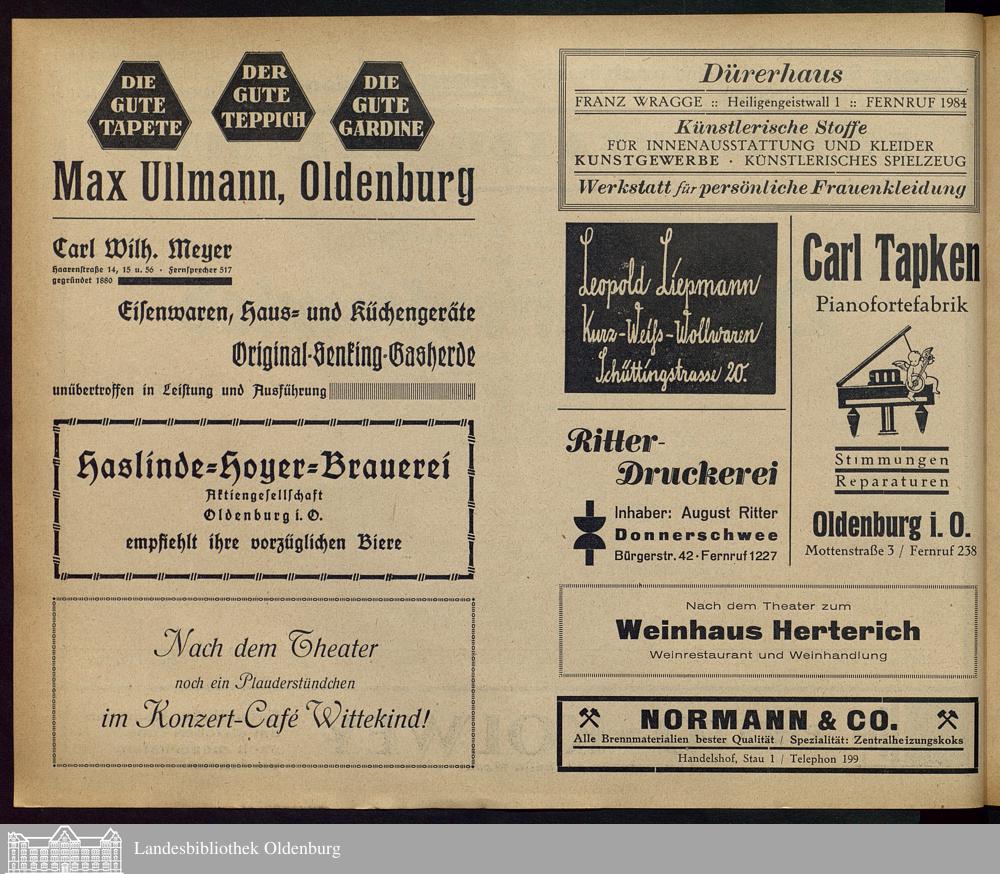 DIE
GUTE
TAPETE
DER
GUTE
TEPPICH
DIE
GUTE
GARDINE
Max Ullmann, Oldenburg
Carl Wilh. Meyer
Haarenstraße 14, 15 u. 56 · Fernsprecher 517
gegründet 1880
Eisenwaren, Haus- und Küchengeräte
Original-Senking-Gasherde
unübertroffen in Leistung und Ausführung
Haslinde-Hoyer-Brauerei
Aktiengesellschaft
Oldenburg i. O.
empfiehlt ihre vorzüglichen Biere
Nach dem Theater
noch ein Plauderstündchen
im Konzert-Café Wittekind!
Dürerhaus
FRANZ WRAGGE :: Heiligengeistwall 1 :: FERNRUF 1984
Künstlerische Stoffe
FÜR INNENAUSSTATTUNG UND KLEIDER
KUNSTGEWERBE · KÜNSTLERISCHES SPIELZEUG
Werkstatt für persönliche Frauenkleidung
Leopold Liepmann
Kurz-Weiß-Wollwaren
Schüttingstrasse 20.
Carl Tapken
Pianofortefabrik
Stimmungen
Reparaturen
Oldenburg i. O.
Mottenstraße 3 / Fernruf 238
Ritter-
Druckerei
Inhaber: August Ritter
Donnerschwee
Bürgerstr. 42 · Fernruf 1227
Nach dem Theater zum
Weinhaus Herterich
Weinrestaurant und Weinhandlung
NORMANN & CO.
Alle Brennmaterialien bester Qualität / Spezialität: Zentralheizungskoks
Handelshof, Stau 1 / Telephon 199
Landesbibliothek Oldenburg